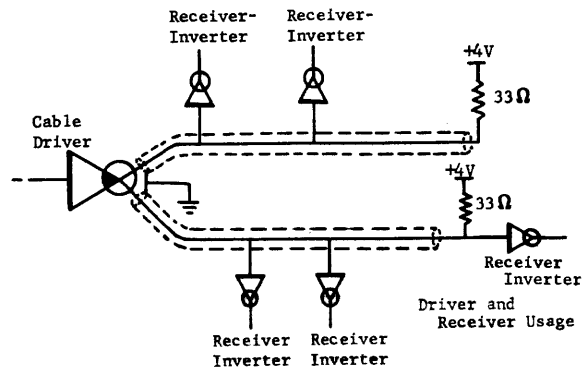 Receiver-
Inverter
Receiver-
Inverter
+4V
33Ω
Cable
Driver
+4V
33Ω
Receiver
Inverter
Driver and
Receiver Usage
Receiver
Inverter
Receiver
Inverter